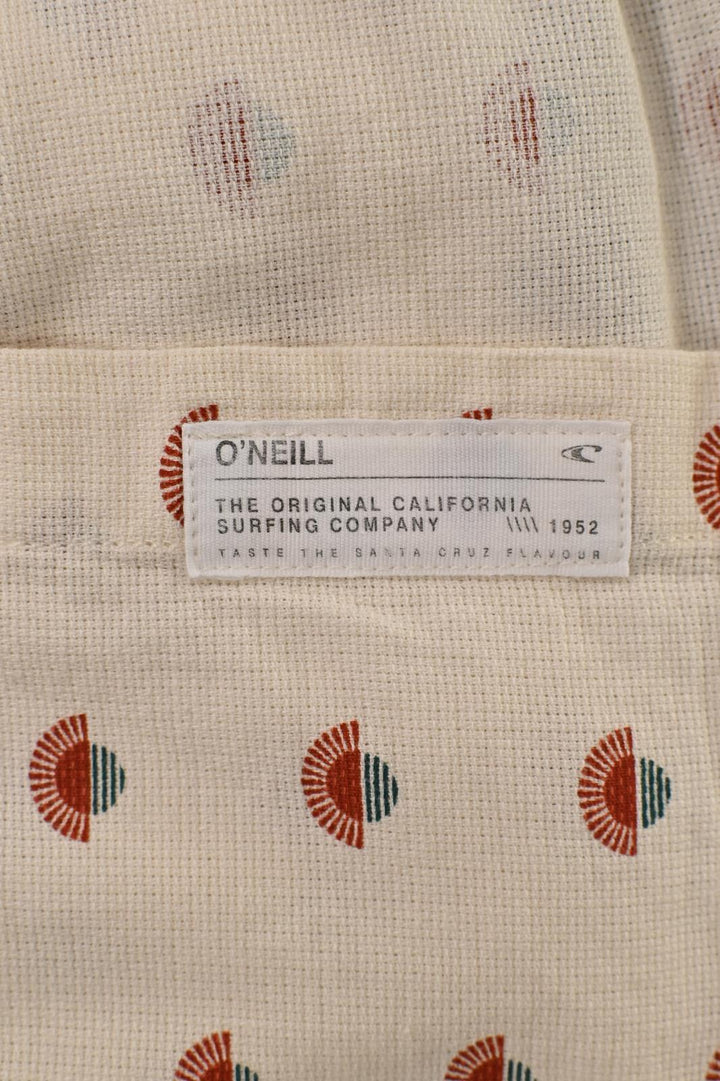 O'NEILL
THE ORIGINAL CALIFORNIA
SURFING COMPANY \\\\ 1952
TASTE THE SANTA CRUZ FLAVOUR